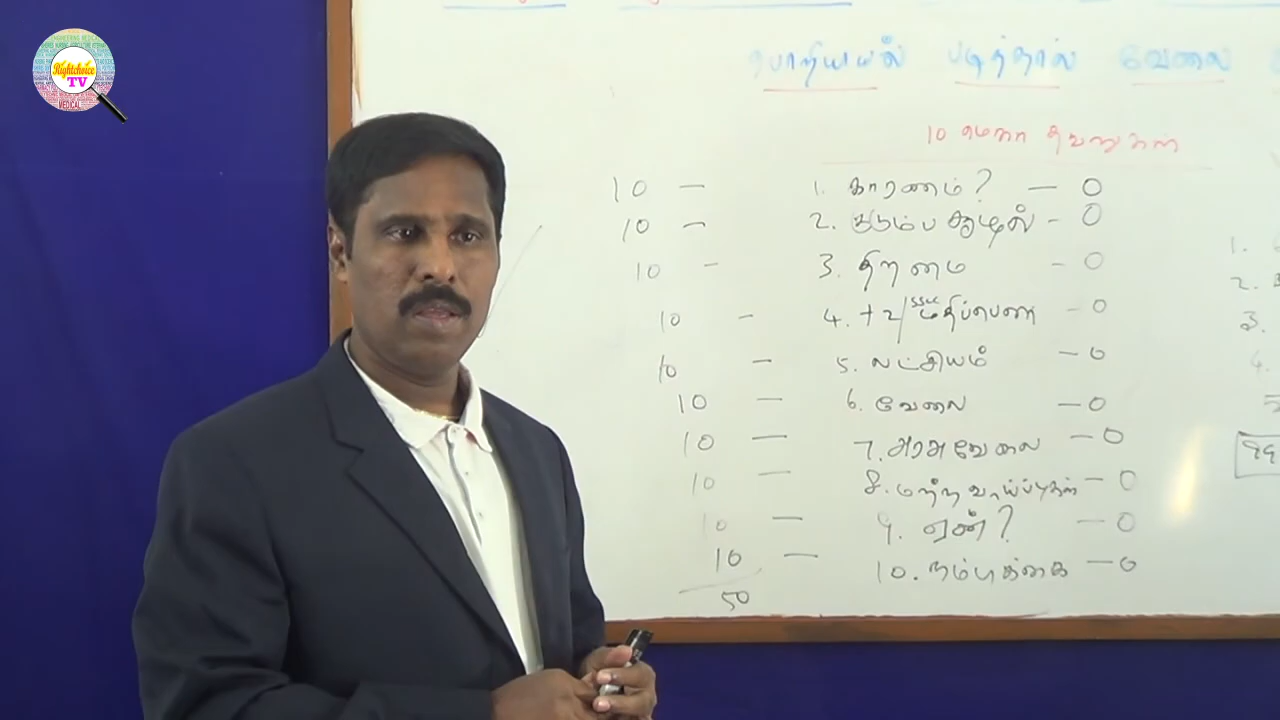 Rightchoice
TV
MEDICAL
பொறியியல் படித்தால் வேலை
10 மெகா தவறுகள்
10 — 1. காரணம்? — 0
10 — 2. குடும்ப சூழல் - 0
10 — 3. திறமை - 0
10 - 4. +2/SSLC மதிப்பெண் - 0
10 — 5. லட்சியம் - 0
10 — 6. வேலை - 0
10 — 7. அரசு வேலை - 0
10 — 8. மற்ற வாய்ப்புகள் - 0
10 — 9. ஏன்? - 0
10 — 10. நம்பிக்கை - 0
50
1.
2.
3.
4.